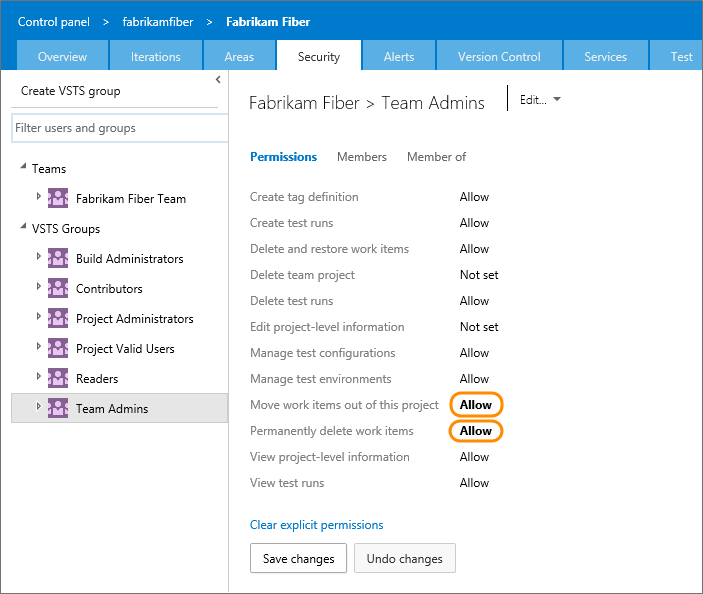 Control panel > fabrikamfiber > Fabrikam Fiber
Overview Iterations Areas Security Alerts Version Control Services Test
Create VSTS group
Filter users and groups
Teams
Fabrikam Fiber Team
VSTS Groups
Build Administrators
Contributors
Project Administrators
Project Valid Users
Readers
Team Admins
Fabrikam Fiber > Team Admins Edit...
Permissions Members Member of
Create tag definition Allow
Create test runs Allow
Delete and restore work items Allow
Delete team project Not set
Delete test runs Allow
Edit project-level information Not set
Manage test configurations Allow
Manage test environments Allow
Move work items out of this project Allow
Permanently delete work items Allow
View project-level information Allow
View test runs Allow
Clear explicit permissions
Save changes Undo changes